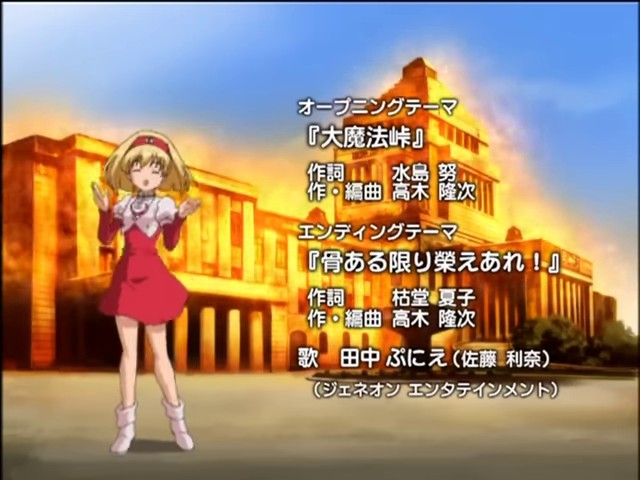 オープニングテーマ
『大魔法峠』
作詞　水島 努
作・編曲 高木 隆次
エンディングテーマ
『骨ある限り榮えあれ！』
作詞　枯堂 夏子
作・編曲 高木 隆次
歌　田中 ぷにえ（佐藤 利奈）
（ジェネオン エンタテインメント）